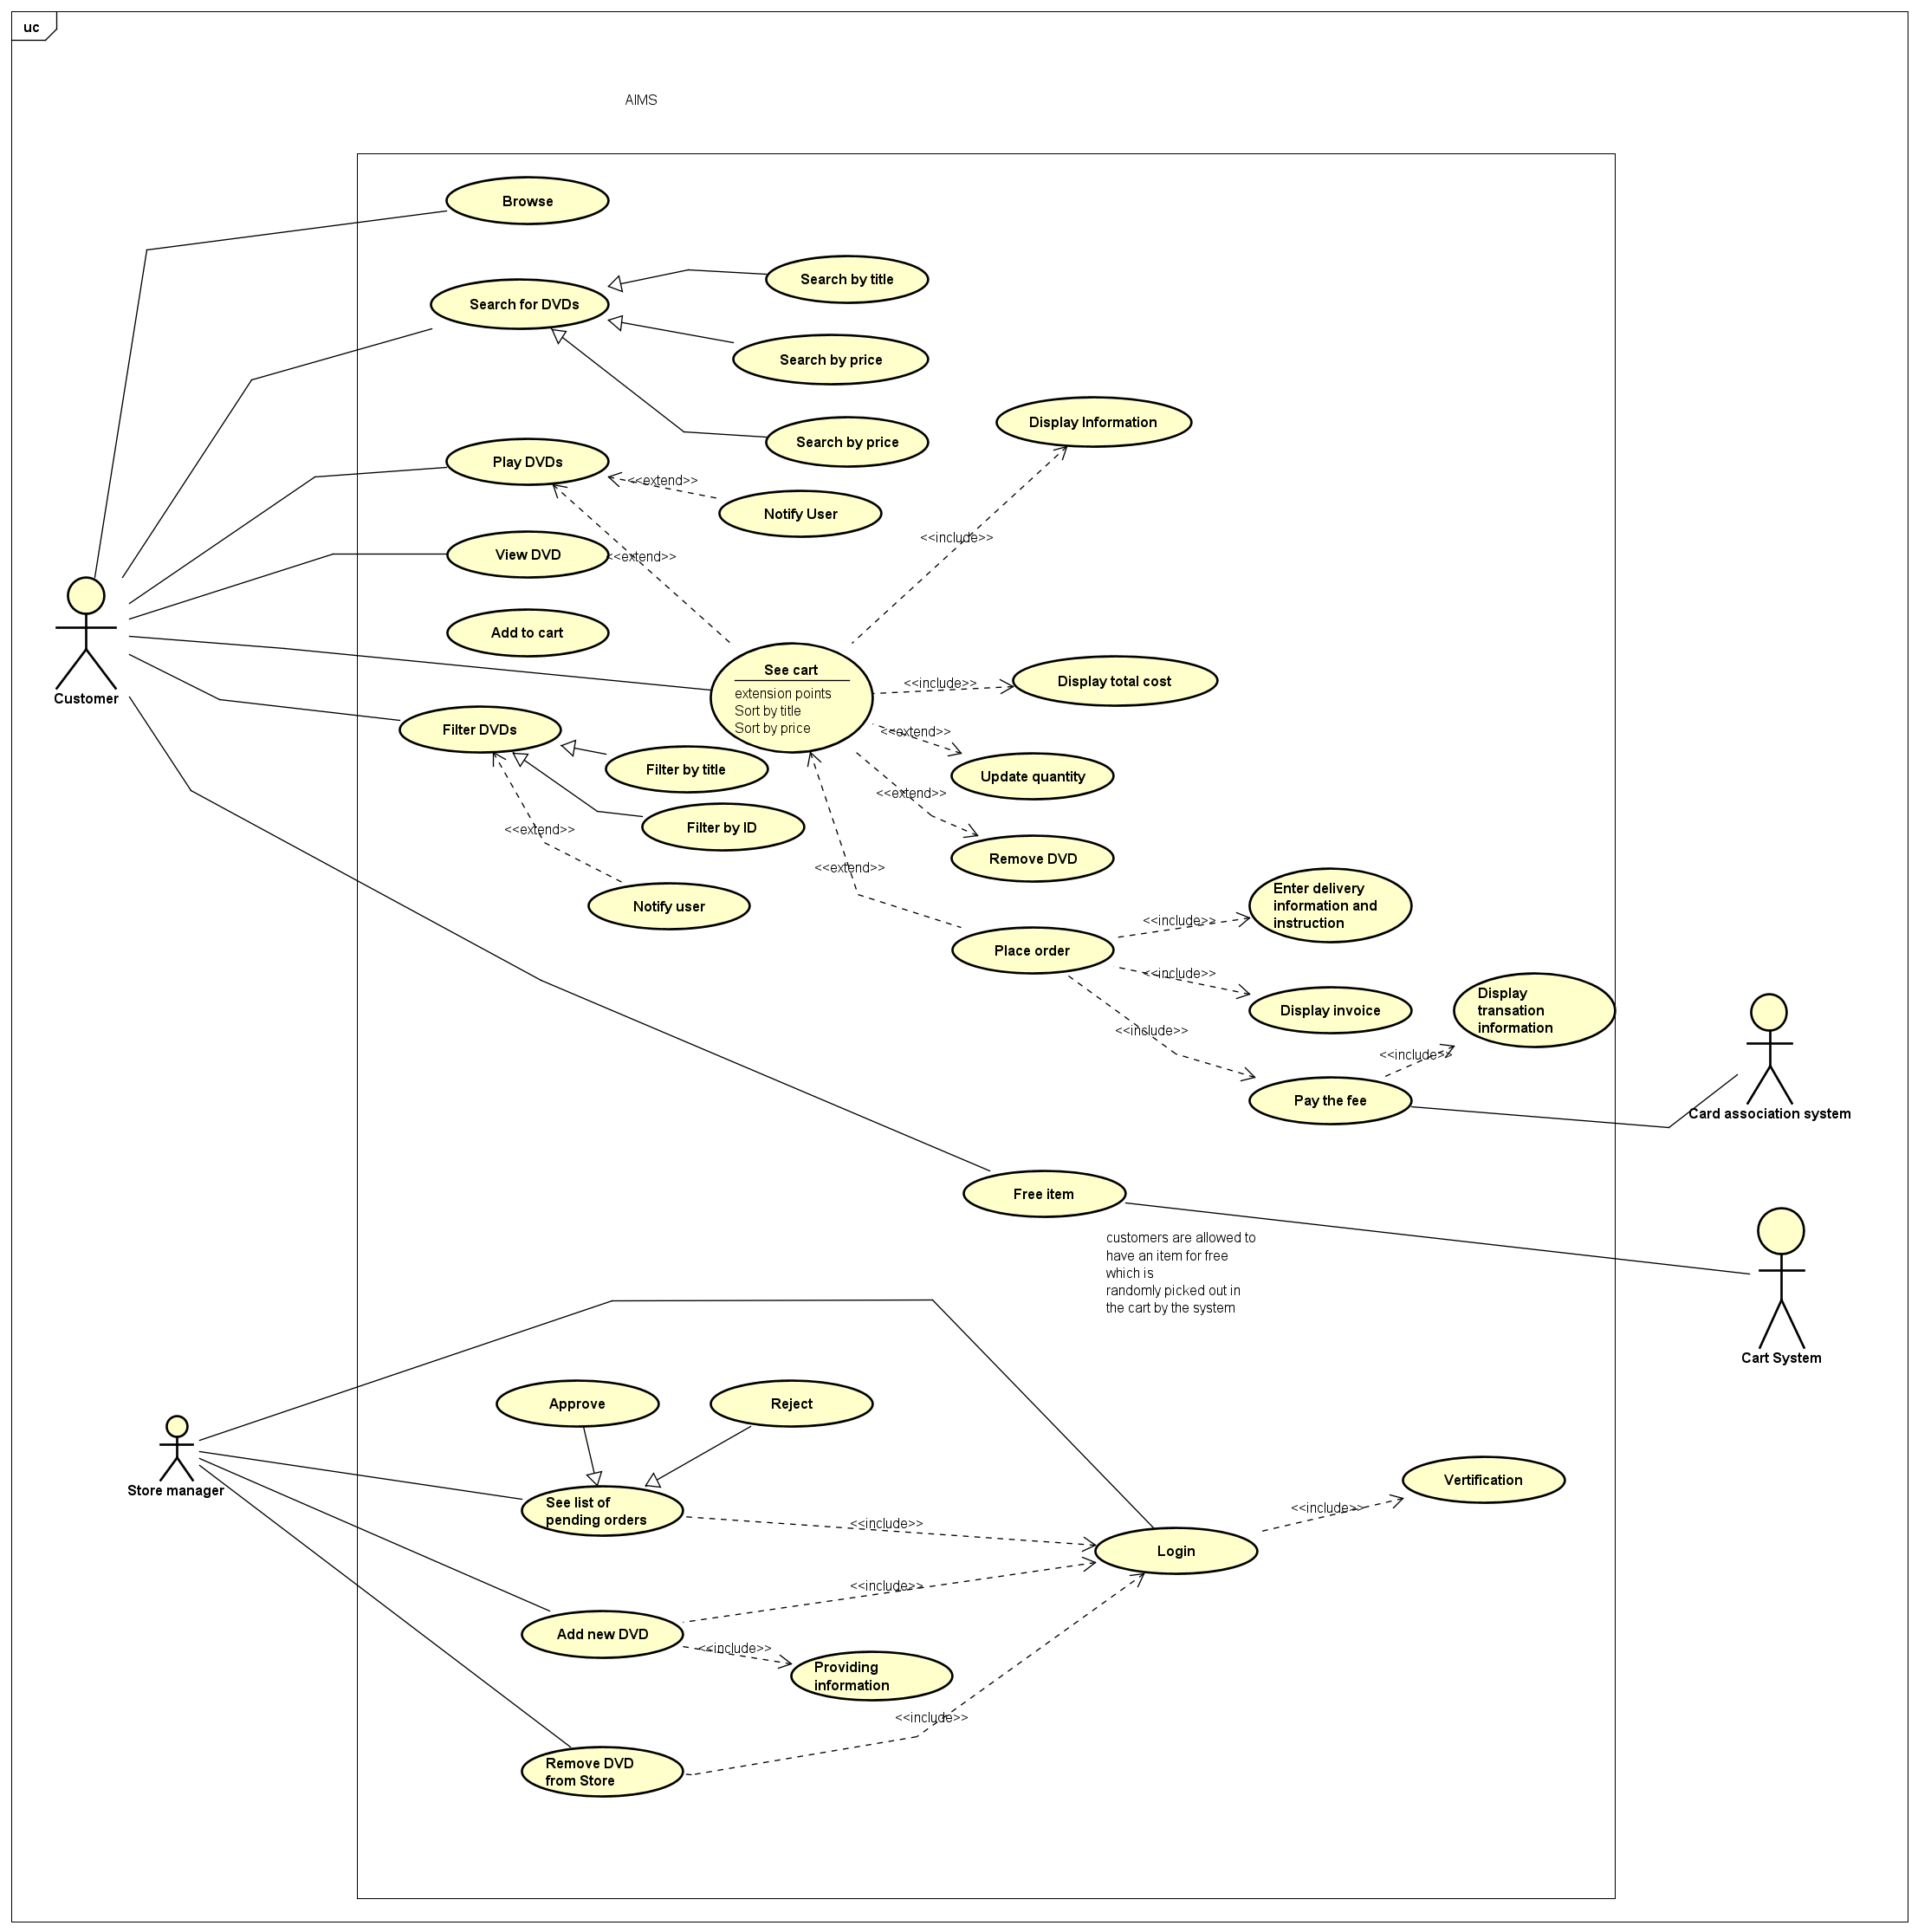 uc
AIMS
Browse
Search by title
Search for DVDs
Search by price
Display Information
Search by price
Play DVDs
<<extend>>
Notify User
<<include>>
View DVD
<<extend>>
Add to cart
See cart
extension points
Sort by title
Sort by price
<<include>>
Display total cost
Customer
Filter DVDs
<<extend>>
Filter by title
Update quantity
<<extend>>
Filter by ID
<<extend>>
Remove DVD
<<extend>>
Enter delivery
information and
instruction
Notify user
<<include>>
Place order
<<include>>
Display invoice
Display
transation
information
<<include>>
<<include>>
Pay the fee
Card association system
Free item
customers are allowed to
have an item for free
which is
randomly picked out in
the cart by the system
Cart System
Approve
Reject
Store manager
See list of
pending orders
Vertification
<<include>>
<<include>>
Login
<<include>>
Add new DVD
<<include>>
Providing
information
<<include>>
Remove DVD
from Store